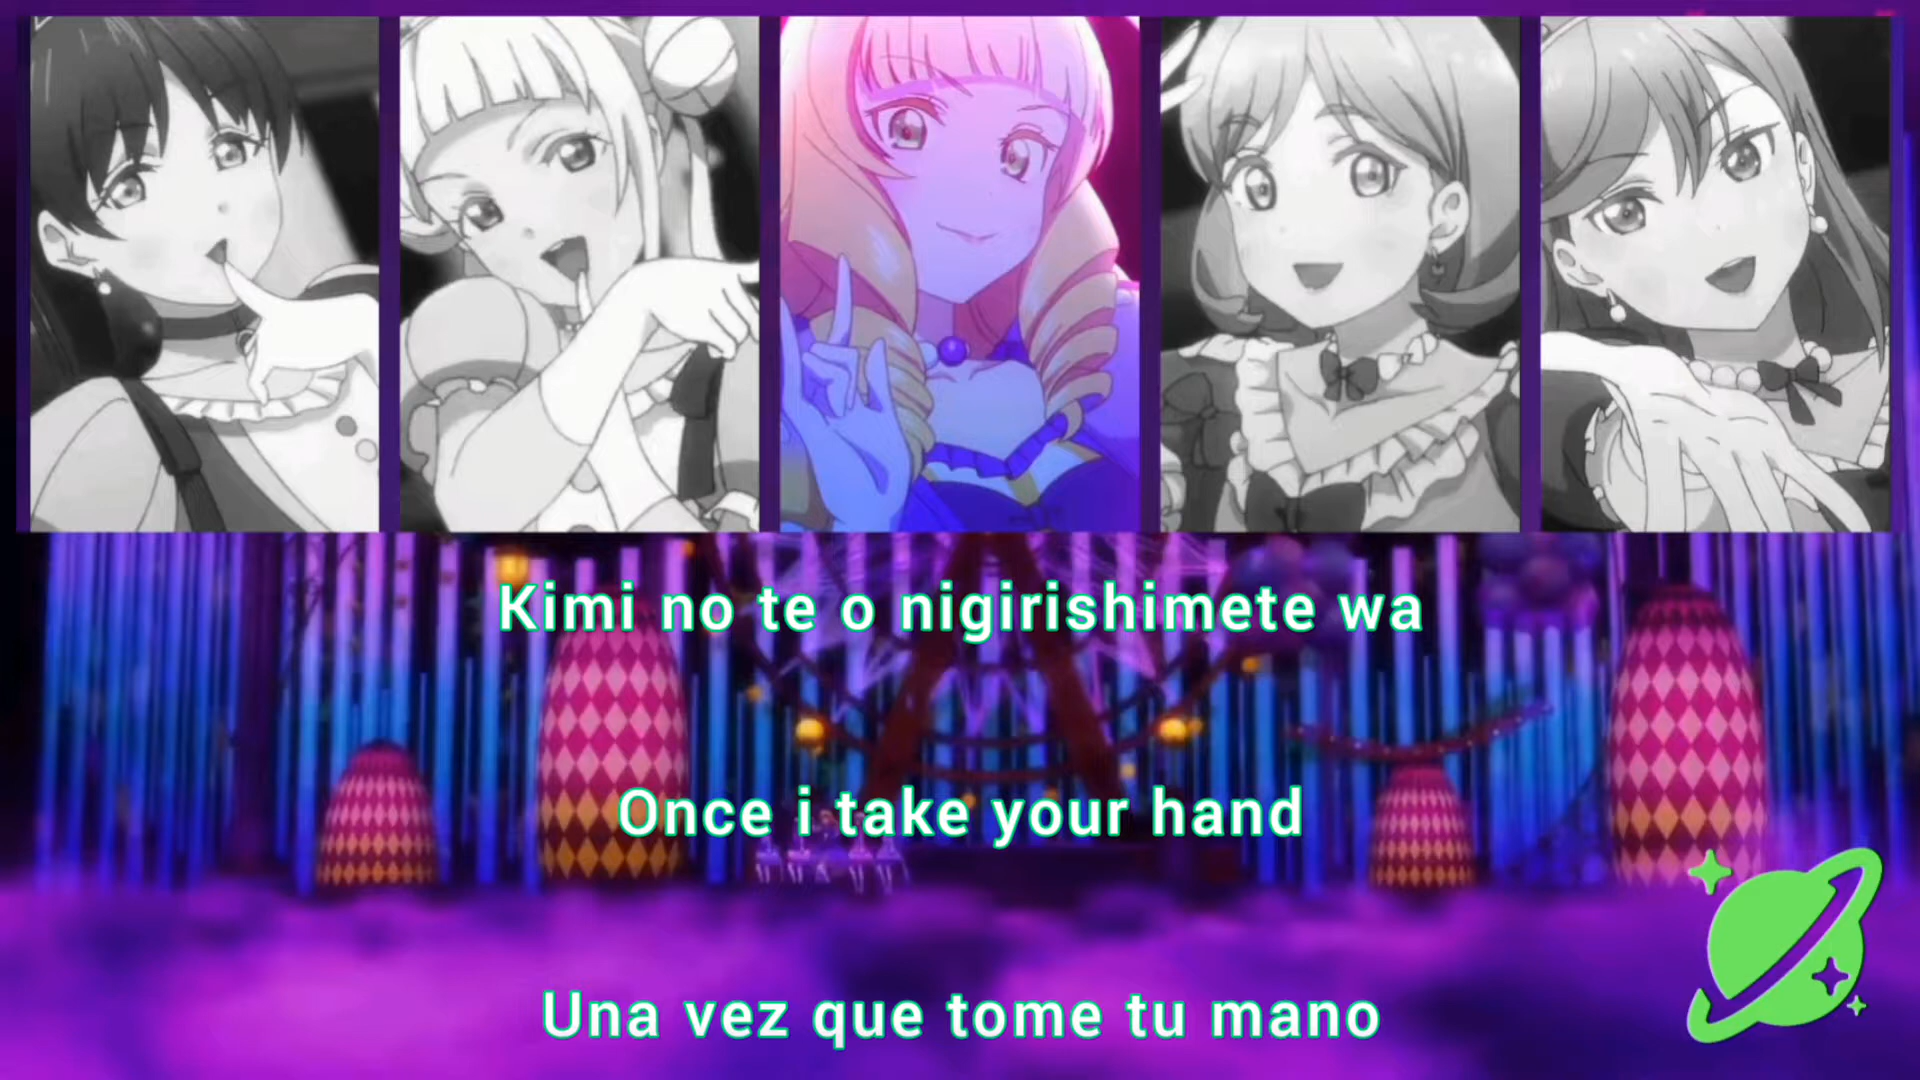 Kimi no te o nigirishimete wa
Once i take your hand
Una vez que tome tu mano